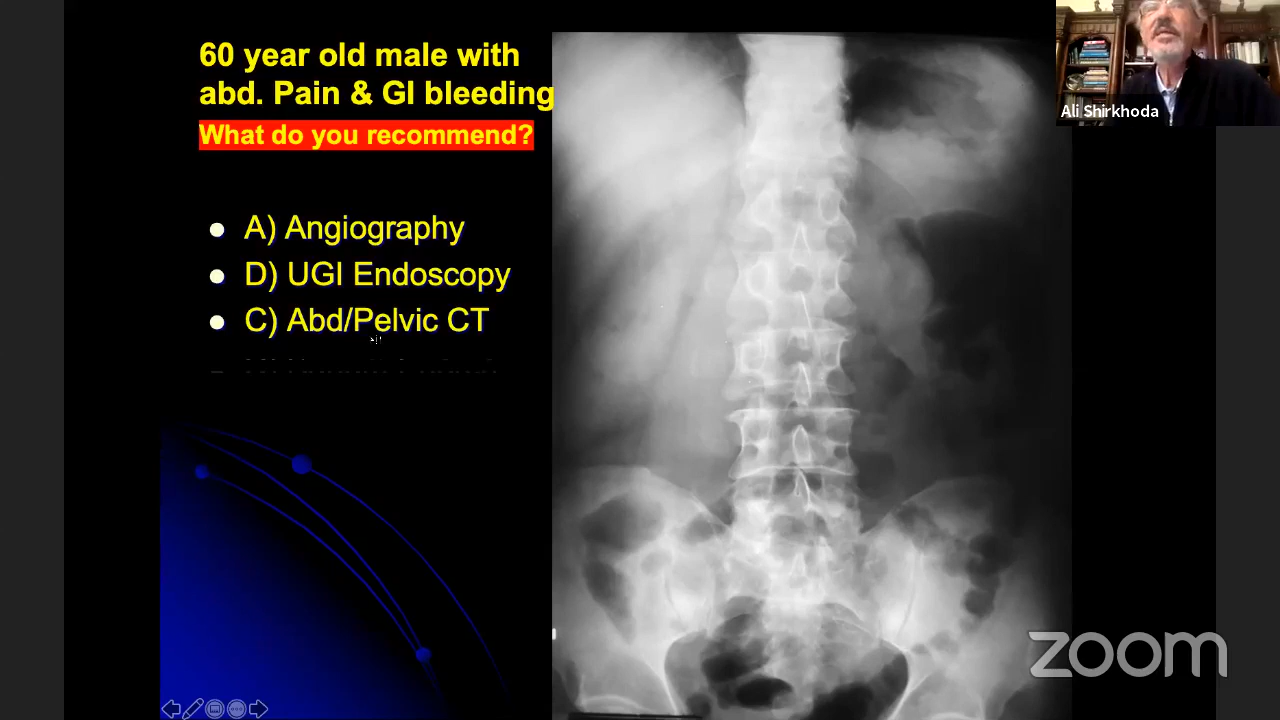 60 year old male with
abd. Pain & GI bleeding
What do you recommend?
A) Angiography
D) UGI Endoscopy
C) Abd/Pelvic CT
Ali Shirkhoda
zoom